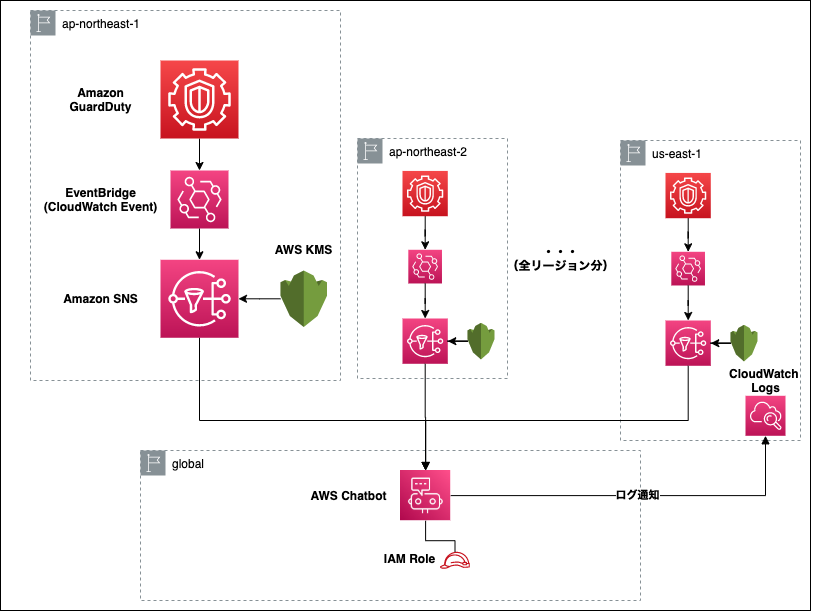 ap-northeast-1
Amazon
GuardDuty
EventBridge
(CloudWatch Event)
AWS KMS
Amazon SNS
ap-northeast-2
・・・
（全リージョン分）
us-east-1
CloudWatch
Logs
global
AWS Chatbot
ログ通知
IAM Role